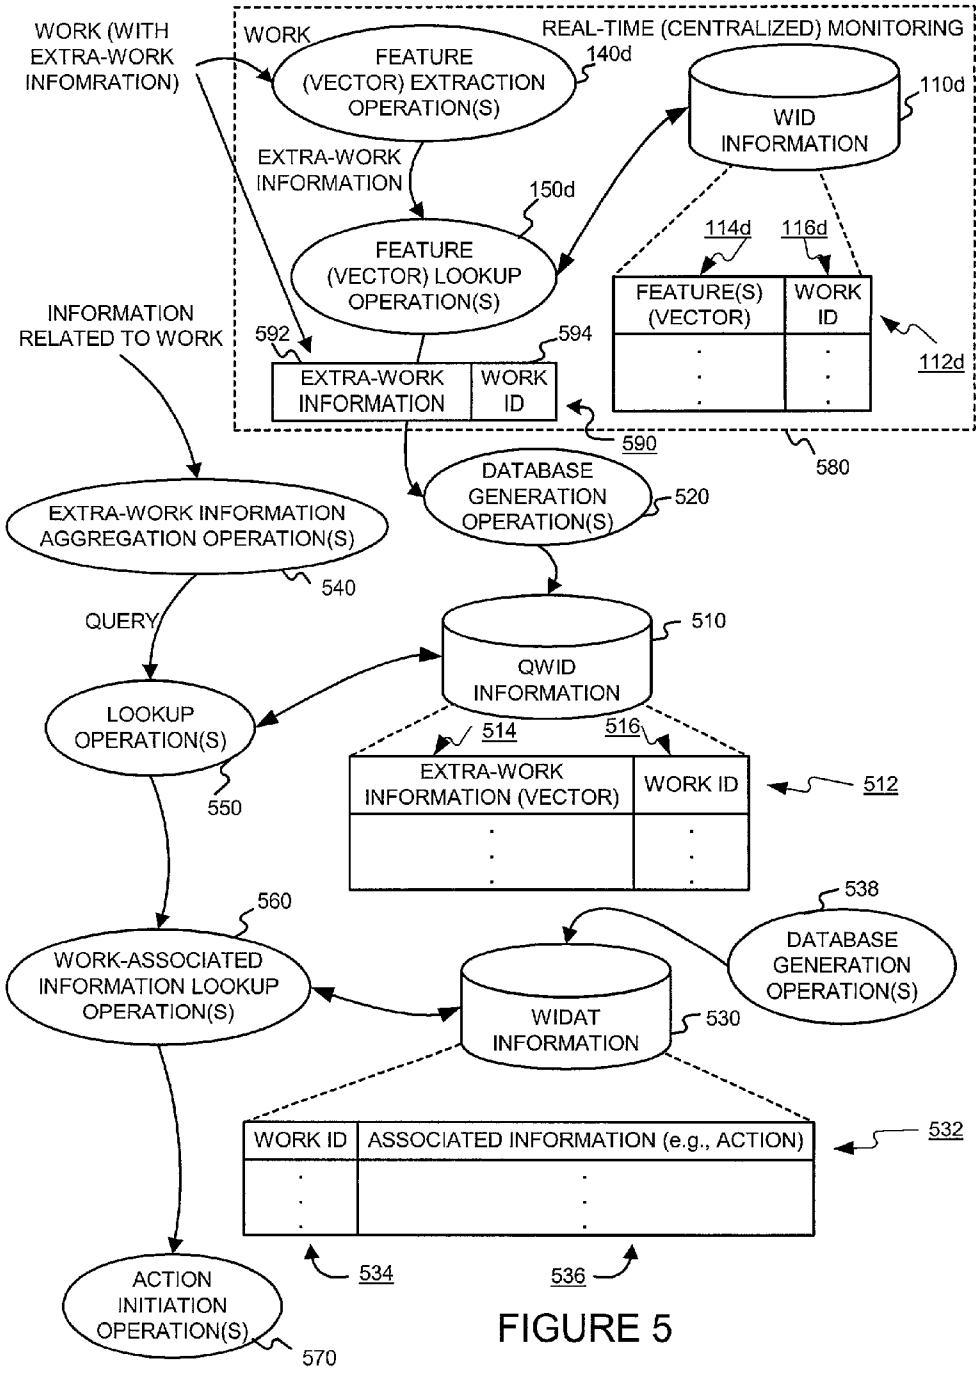 WORK (WITH
EXTRA-WORK
INFOMRATION)
WORK
REAL-TIME (CENTRALIZED) MONITORING
FEATURE
(VECTOR) EXTRACTION
OPERATION(S)
140d
WID
INFORMATION
110d
EXTRA-WORK
INFORMATION
150d
FEATURE
(VECTOR) LOOKUP
OPERATION(S)
114d
116d
FEATURE(S)
(VECTOR)
WORK
ID
112d
INFORMATION
RELATED TO WORK
592
594
EXTRA-WORK
INFORMATION
WORK
ID
590
580
DATABASE
GENERATION
OPERATION(S)
520
EXTRA-WORK INFORMATION
AGGREGATION OPERATION(S)
540
QUERY
510
QWID
INFORMATION
LOOKUP
OPERATION(S)
550
514
516
EXTRA-WORK
INFORMATION (VECTOR)
WORK ID
512
560
WORK-ASSOCIATED
INFORMATION LOOKUP
OPERATION(S)
538
DATABASE
GENERATION
OPERATION(S)
WIDAT
INFORMATION
530
WORK ID
ASSOCIATED INFORMATION (e.g., ACTION)
532
534
536
ACTION
INITIATION
OPERATION(S)
570
FIGURE 5